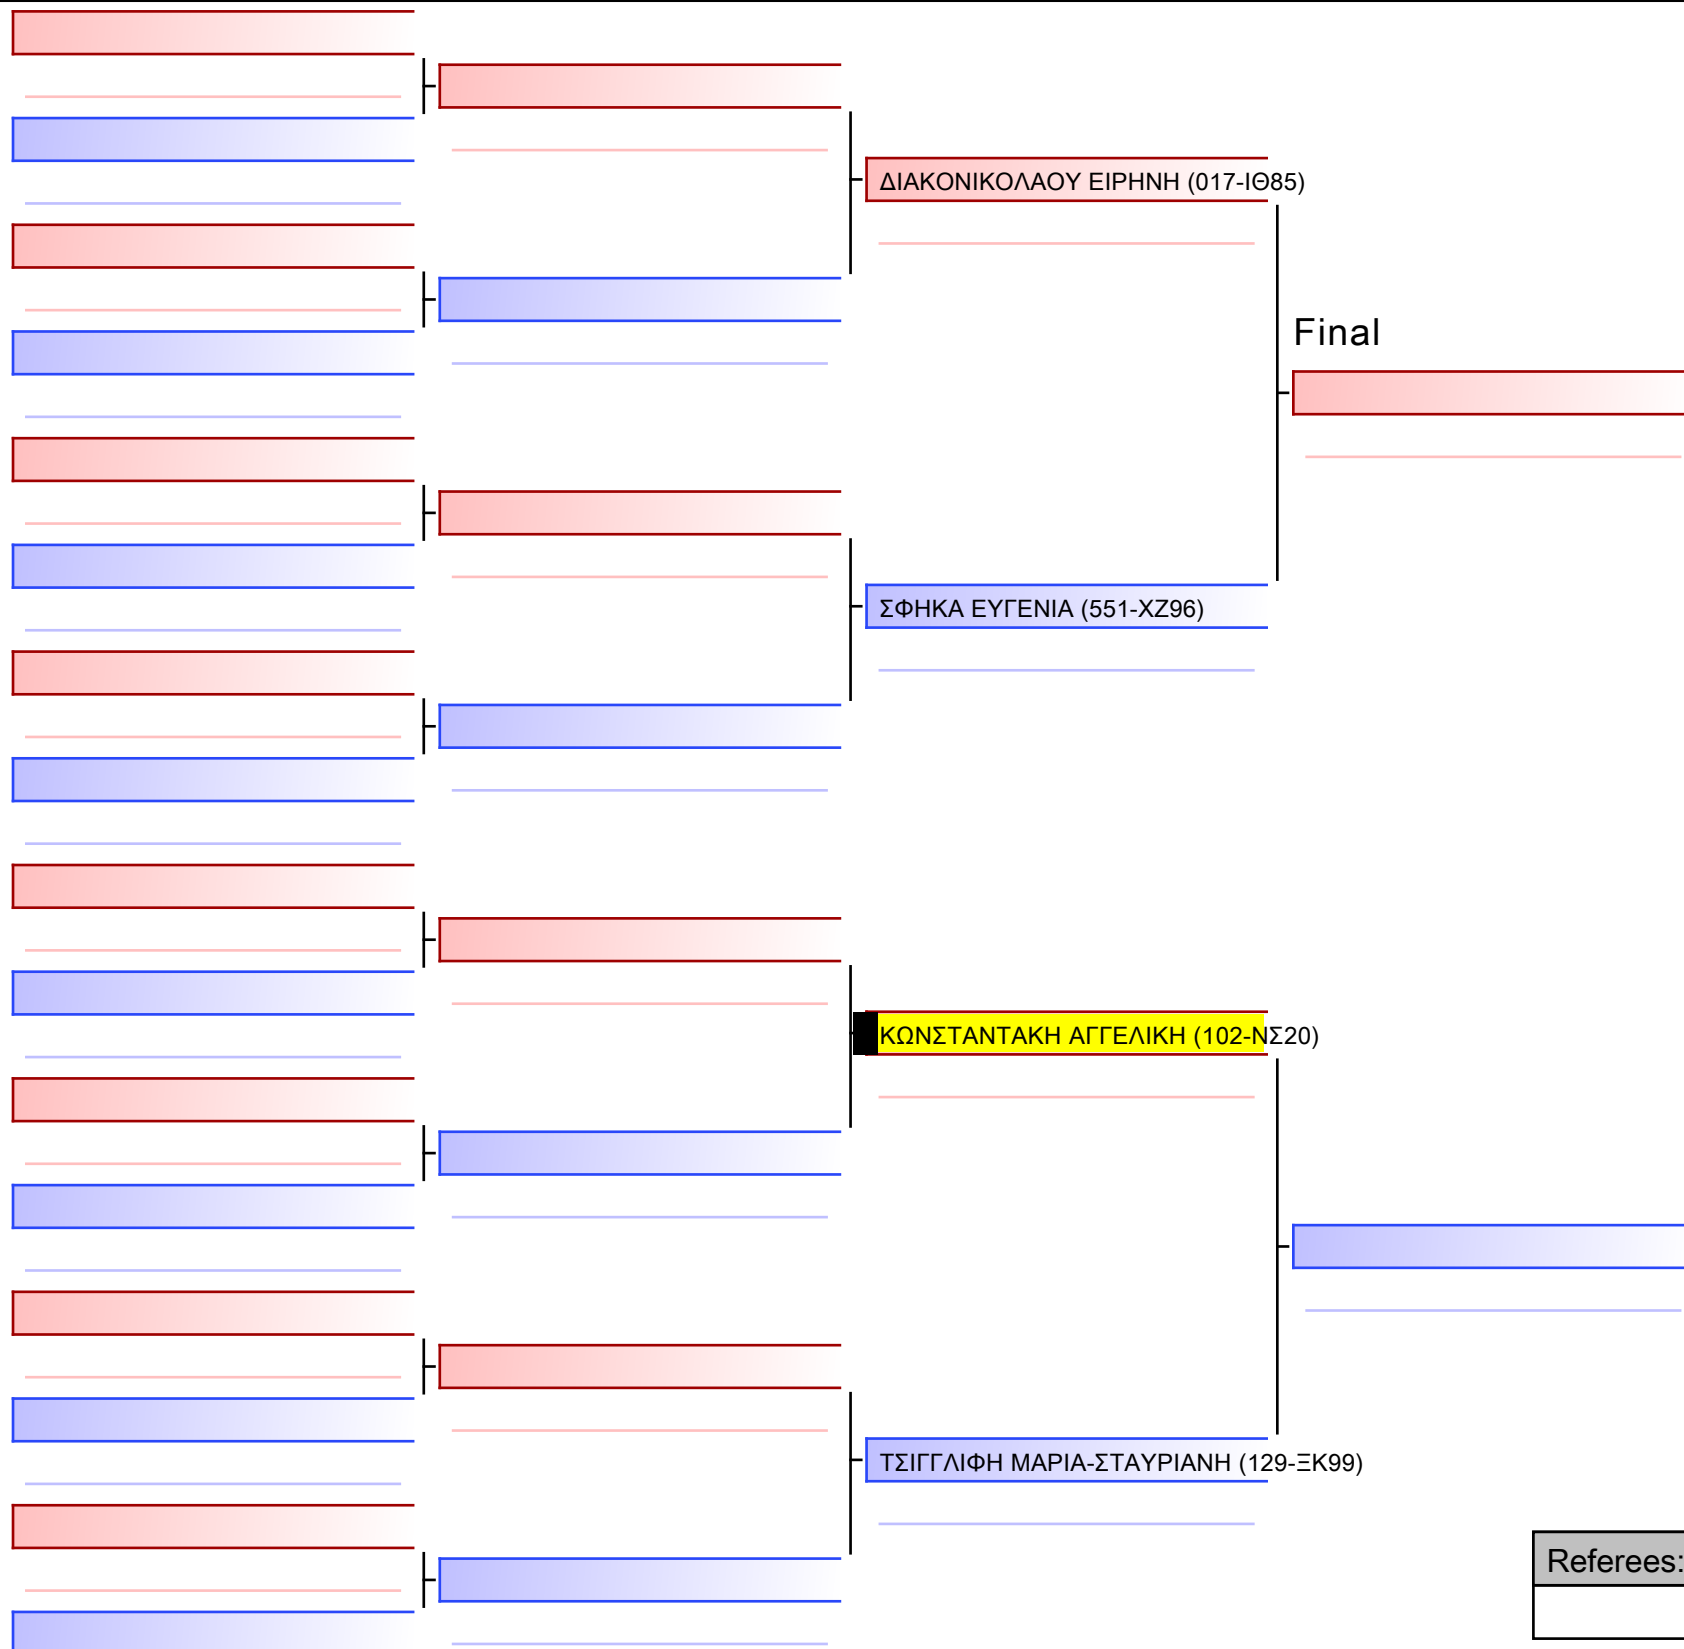 ΔΙΑΚΟΝΙΚΟΛΑΟΥ ΕΙΡΗΝΗ (017-ΙΘ85)
Final
ΣΦΗΚΑ ΕΥΓΕΝΙΑ (551-ΧΖ96)
ΚΩΝΣΤΑΝΤΑΚΗ ΑΓΓΕΛΙΚΗ (102-ΝΣ20)
ΤΣΙΓΓΛΙΦΗ ΜΑΡΙΑ-ΣΤΑΥΡΙΑΝΗ (129-ΞΚ99)
Referees: